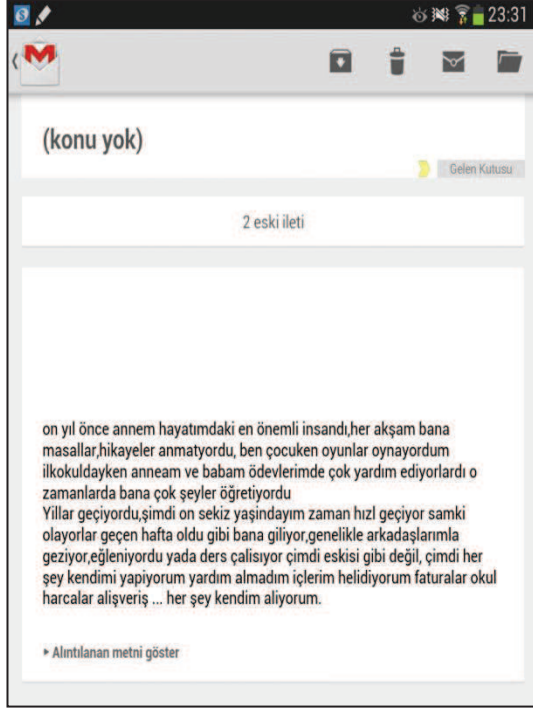 23:31
(konu yok)
Gelen Kutusu
2 eski ileti
on yıl önce annem hayatımdaki en önemli insandı,her akşam bana
masallar,hikayeler anmatyordu, ben çocuken oyunlar oynayordum
ilkokuldayken anneam ve babam ödevlerimde çok yardım ediyorlardı o
zamanlarda bana çok şeyler öğretiyordu
Yillar geçiyordu,şimdi on sekiz yaşindayım zaman hızl geçiyor samki
olayorlar geçen hafta oldu gibi bana giliyor,genelikle arkadaşlarımla
geziyor,eğleniyordu yada ders çalisıyor çimdi eskisi gibi değil, çimdi her
şey kendimi yapiyorum yardım almadım içlerim helidiyorum faturalar okul
harcalar alişveriş ... her şey kendim aliyorum.
▸ Alıntılanan metni göster